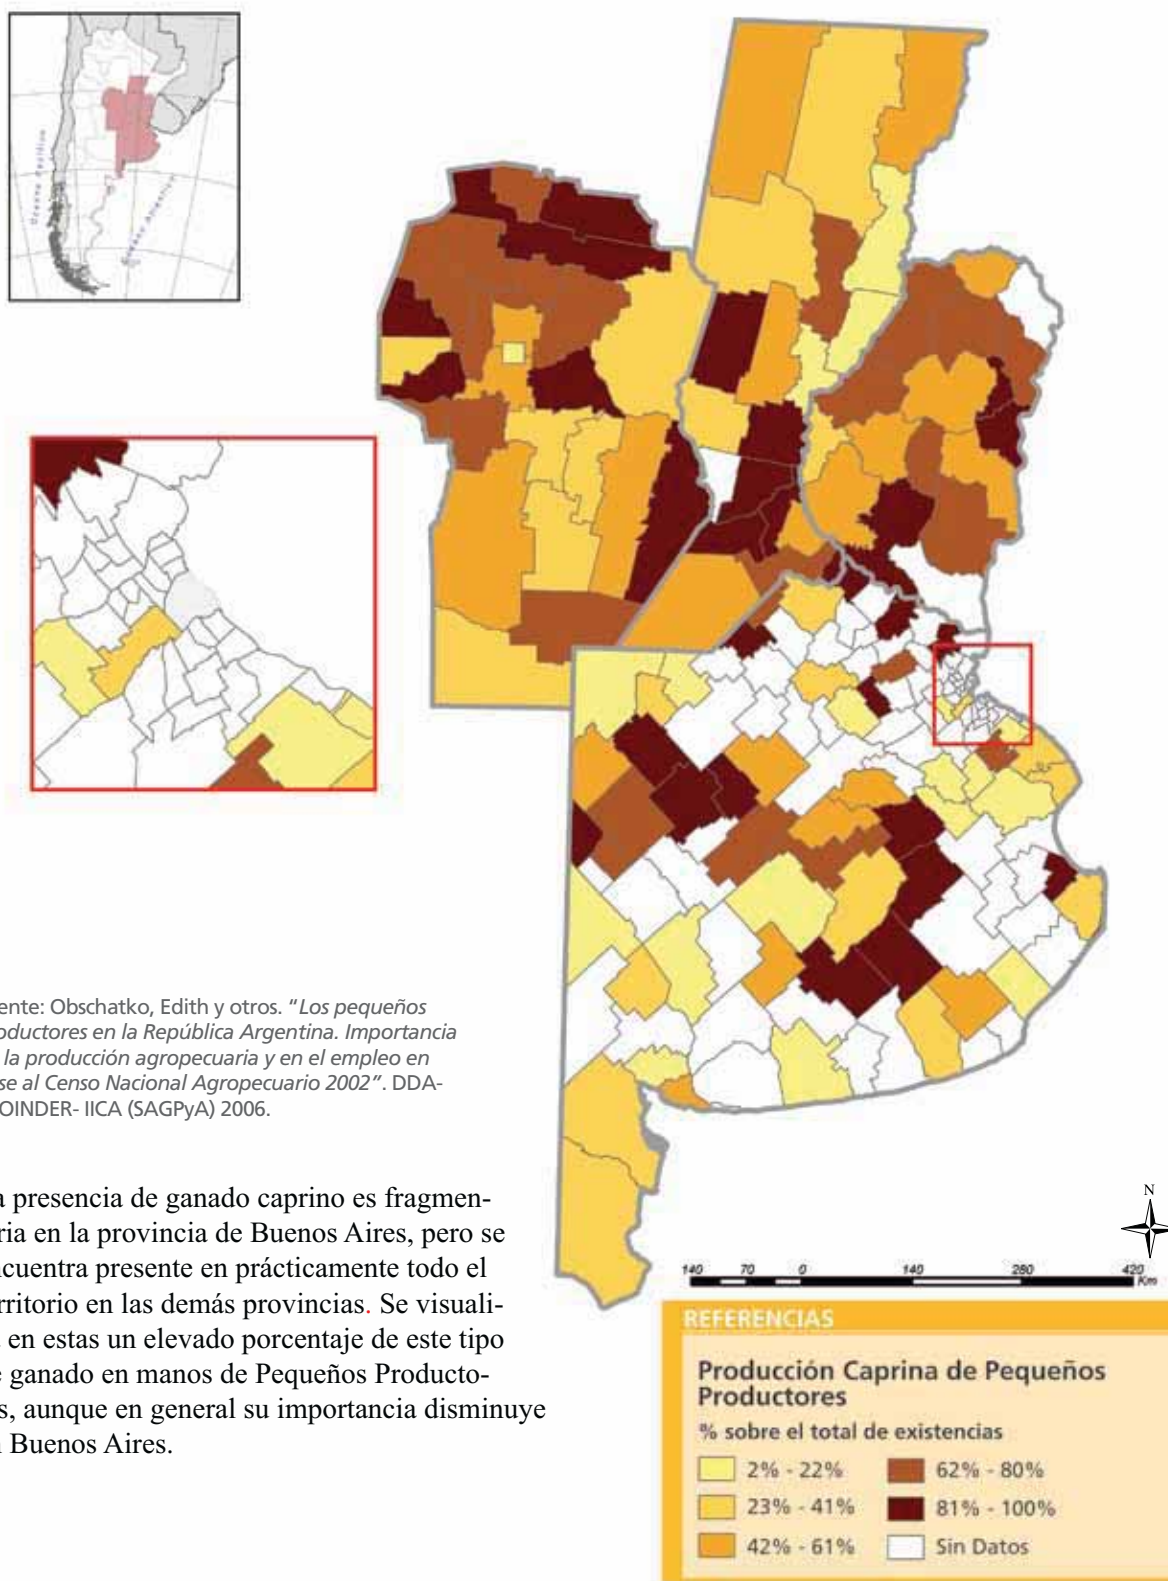 Oceano Pacifico
Oceano Atlantico
ente: Obschatko, Edith y otros. “Los pequeños
oductores en la República Argentina. Importancia
la producción agropecuaria y en el empleo en
se al Censo Nacional Agropecuario 2002”. DDA-
OINDER- IICA (SAGPyA) 2006.
a presencia de ganado caprino es fragmen-
ria en la provincia de Buenos Aires, pero se
ncuentra presente en prácticamente todo el
rritorio en las demás provincias. Se visuali-
en estas un elevado porcentaje de este tipo
e ganado en manos de Pequeños Producto-
s, aunque en general su importancia disminuye
n Buenos Aires.
N
140 70 0 140 280 420
Km
REFERENCIAS
Producción Caprina de Pequeños
Productores
% sobre el total de existencias
2% - 22%
23% - 41%
42% - 61%
62% - 80%
81% - 100%
Sin Datos